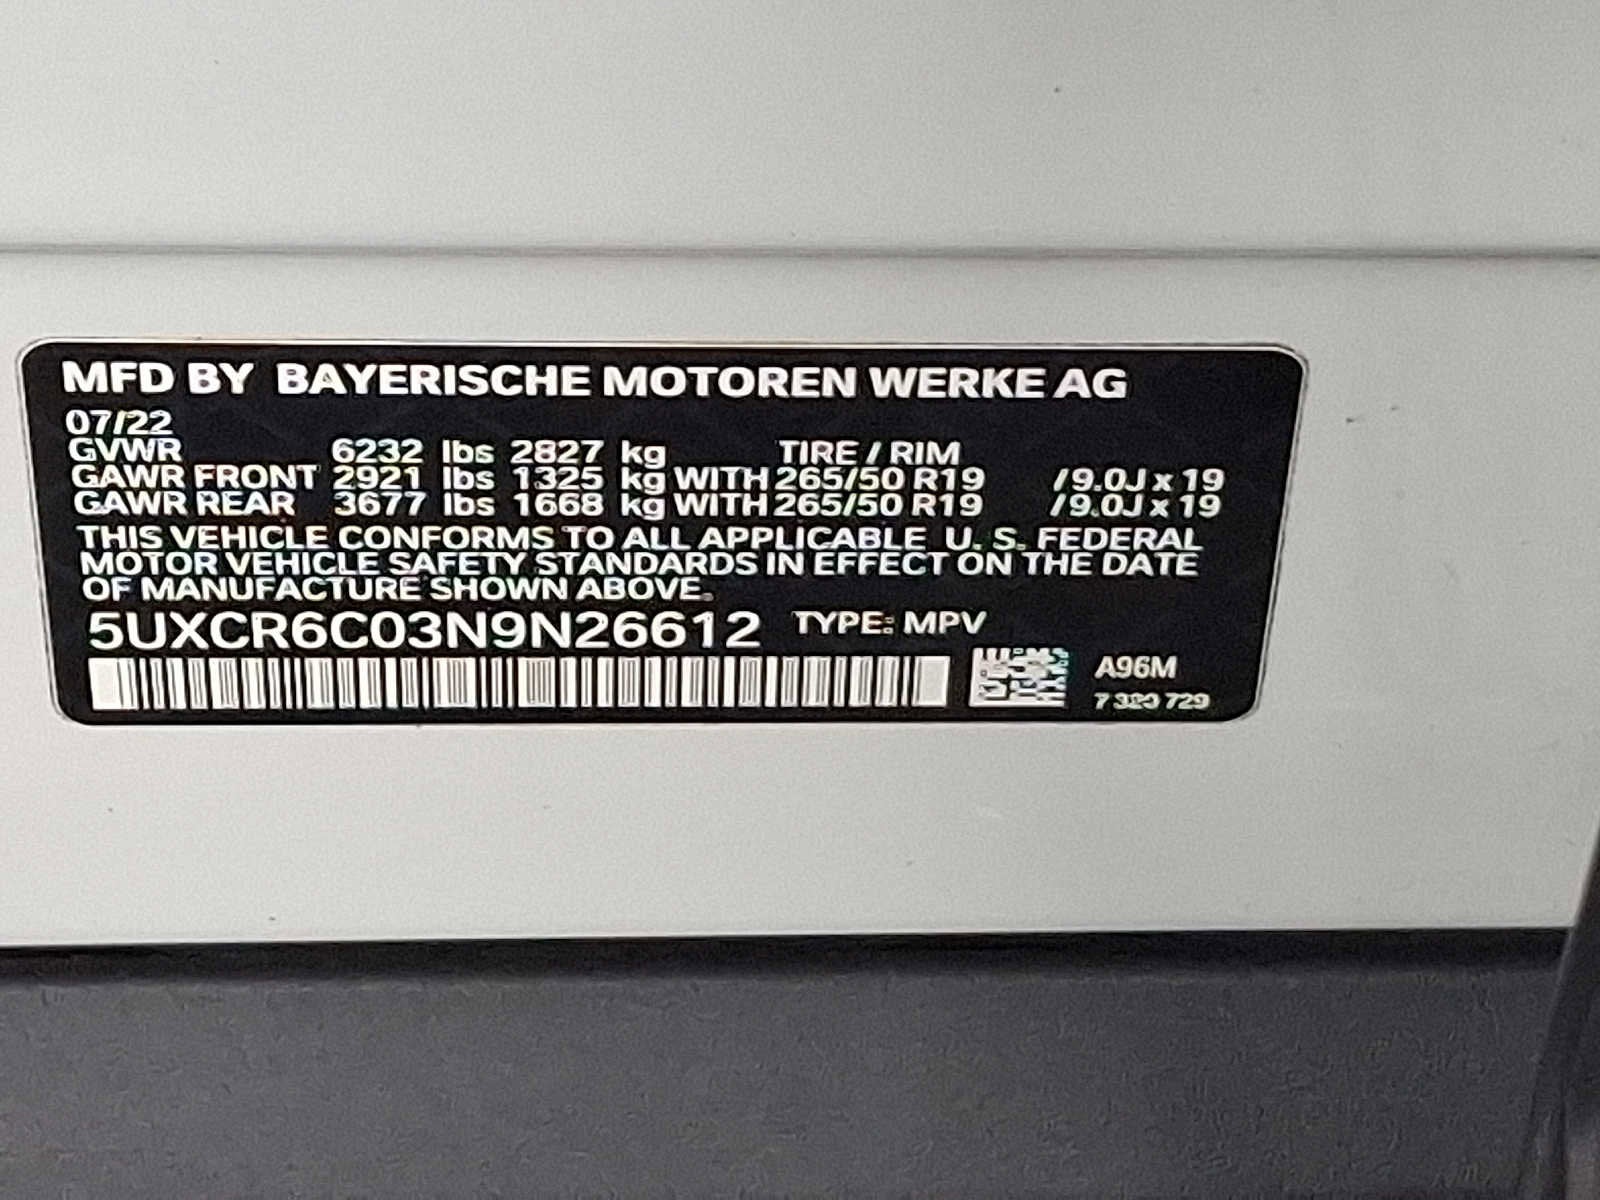 MFD BY BAYERISCHE MOTOREN WERKE AG
07/22
GVWR 6232 lbs 2827 kg TIRE / RIM
GAWR FRONT 2921 lbs 1325 kg WITH 265/50 R19 /9.0J x 19
GAWR REAR 3677 lbs 1668 kg WITH 265/50 R19 /9.0J x 19
THIS VEHICLE CONFORMS TO ALL APPLICABLE U. S. FEDERAL
MOTOR VEHICLE SAFETY STANDARDS IN EFFECT ON THE DATE
OF MANUFACTURE SHOWN ABOVE.
5UXCR6C03N9N26612 TYPE: MPV
A96M
7 320 729